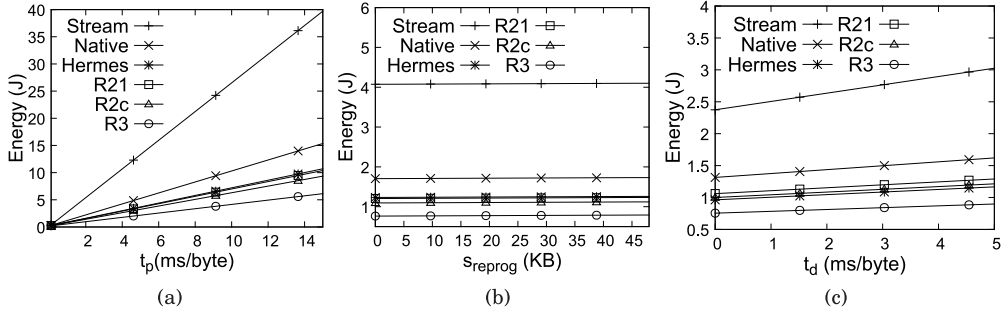 40
35
30
25
20
15
10
5
0
Energy (J)
Stream
Native
Hermes
R21
R2c
R3
2 4 6 8 10 12 14
t_p(ms/byte)
(a)
6
5
4
3
2
1
Energy (J)
Stream R21
Native R2c
Hermes R3
0 5 10 15 20 25 30 35 40 45
s_reprog (KB)
(b)
4
3.5
3
2.5
2
1.5
1
0.5
Energy (J)
Stream R21
Native R2c
Hermes R3
0 1 2 3 4 5
t_d (ms/byte)
(c)